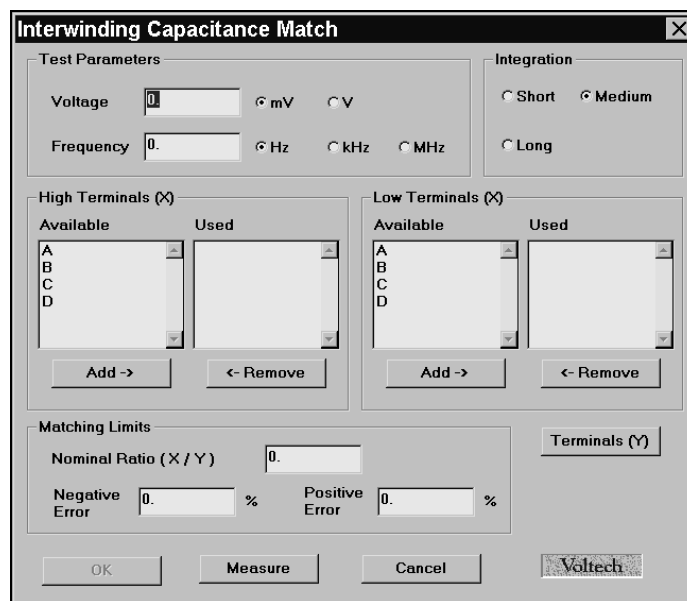 Interwinding Capacitance Match
Test Parameters
Voltage 0. mV V
Frequency 0. Hz kHz MHz
Integration
Short Medium
Long
High Terminals (X)
Available Used
A
B
C
D
Add -> <- Remove
Low Terminals (X)
Available Used
A
B
C
D
Add -> <- Remove
Matching Limits
Nominal Ratio ( X / Y ) 0.
Negative Error 0. % Positive Error 0. %
Terminals (Y)
OK Measure Cancel Voltech